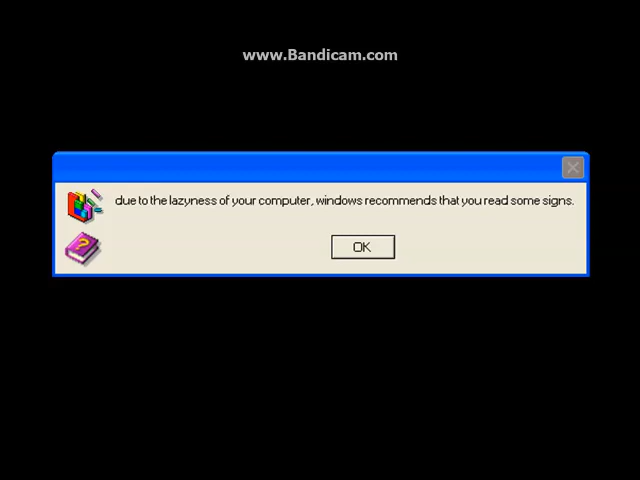 www.Bandicam.com
due to the lazyness of your computer, windows recommends that you read some signs.
OK